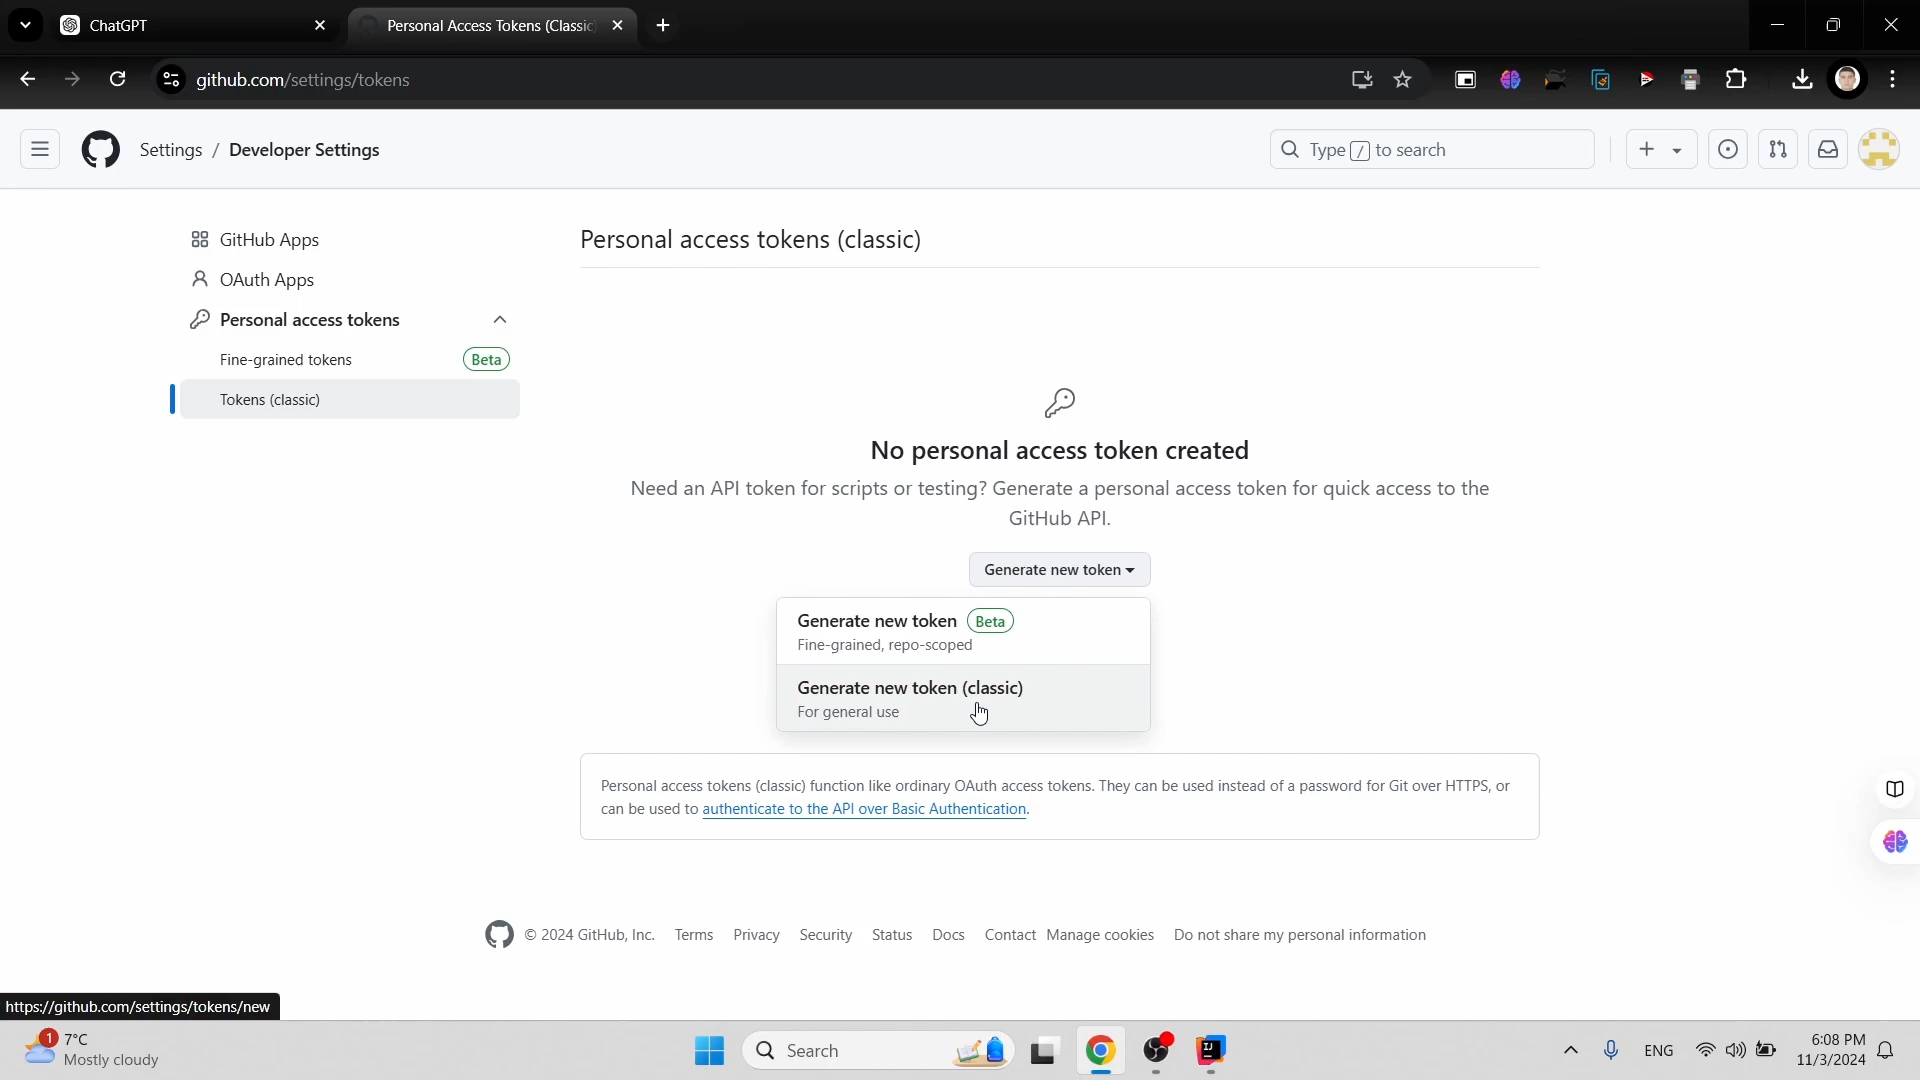 ChatGPT
Personal Access Tokens (Classic
github.com/settings/tokens
Settings / Developer Settings
Type / to search
GitHub Apps
OAuth Apps
Personal access tokens
Fine-grained tokens Beta
Tokens (classic)
Personal access tokens (classic)
No personal access token created
Need an API token for scripts or testing? Generate a personal access token for quick access to the
GitHub API.
Generate new token
Generate new token Beta
Fine-grained, repo-scoped
Generate new token (classic)
For general use
Personal access tokens (classic) function like ordinary OAuth access tokens. They can be used instead of a password for Git over HTTPS, or
can be used to authenticate to the API over Basic Authentication.
© 2024 GitHub, Inc. Terms Privacy Security Status Docs Contact Manage cookies Do not share my personal information
https://github.com/settings/tokens/new
1
7°C
Mostly cloudy
Search
IJ
ENG
6:08 PM
11/3/2024